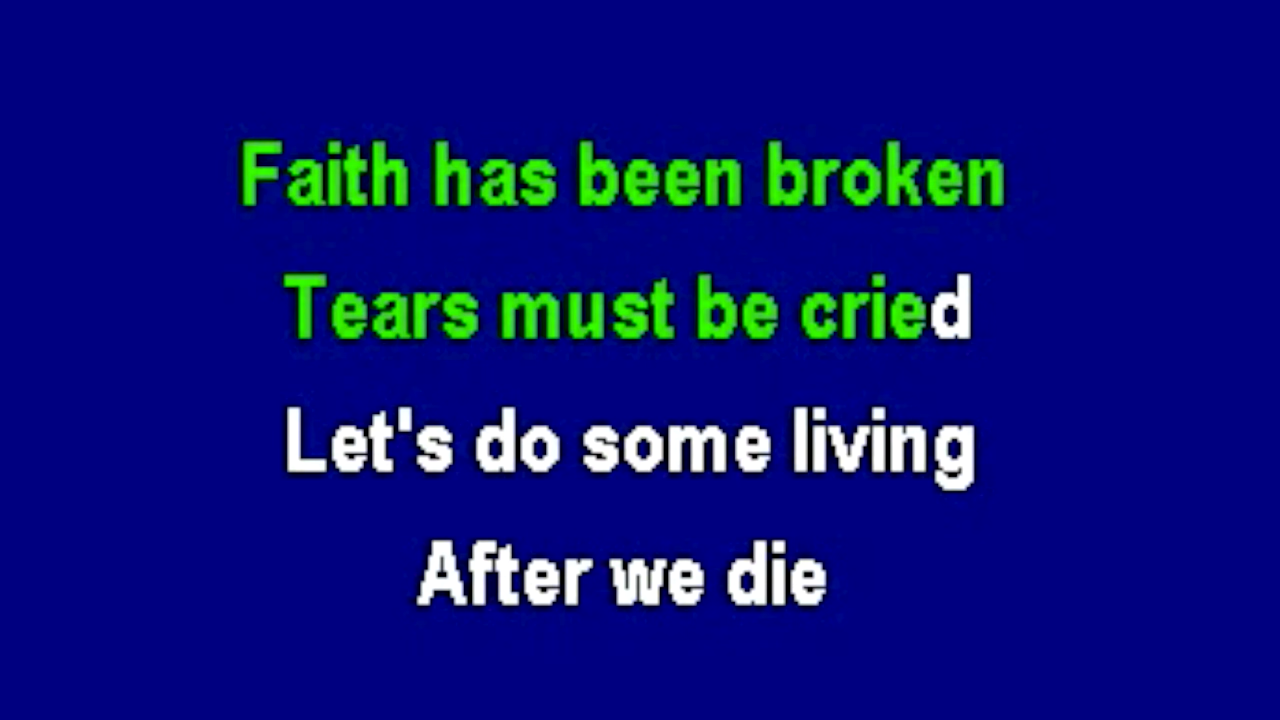 Faith has been broken
Tears must be cried
Let's do some living
After we die